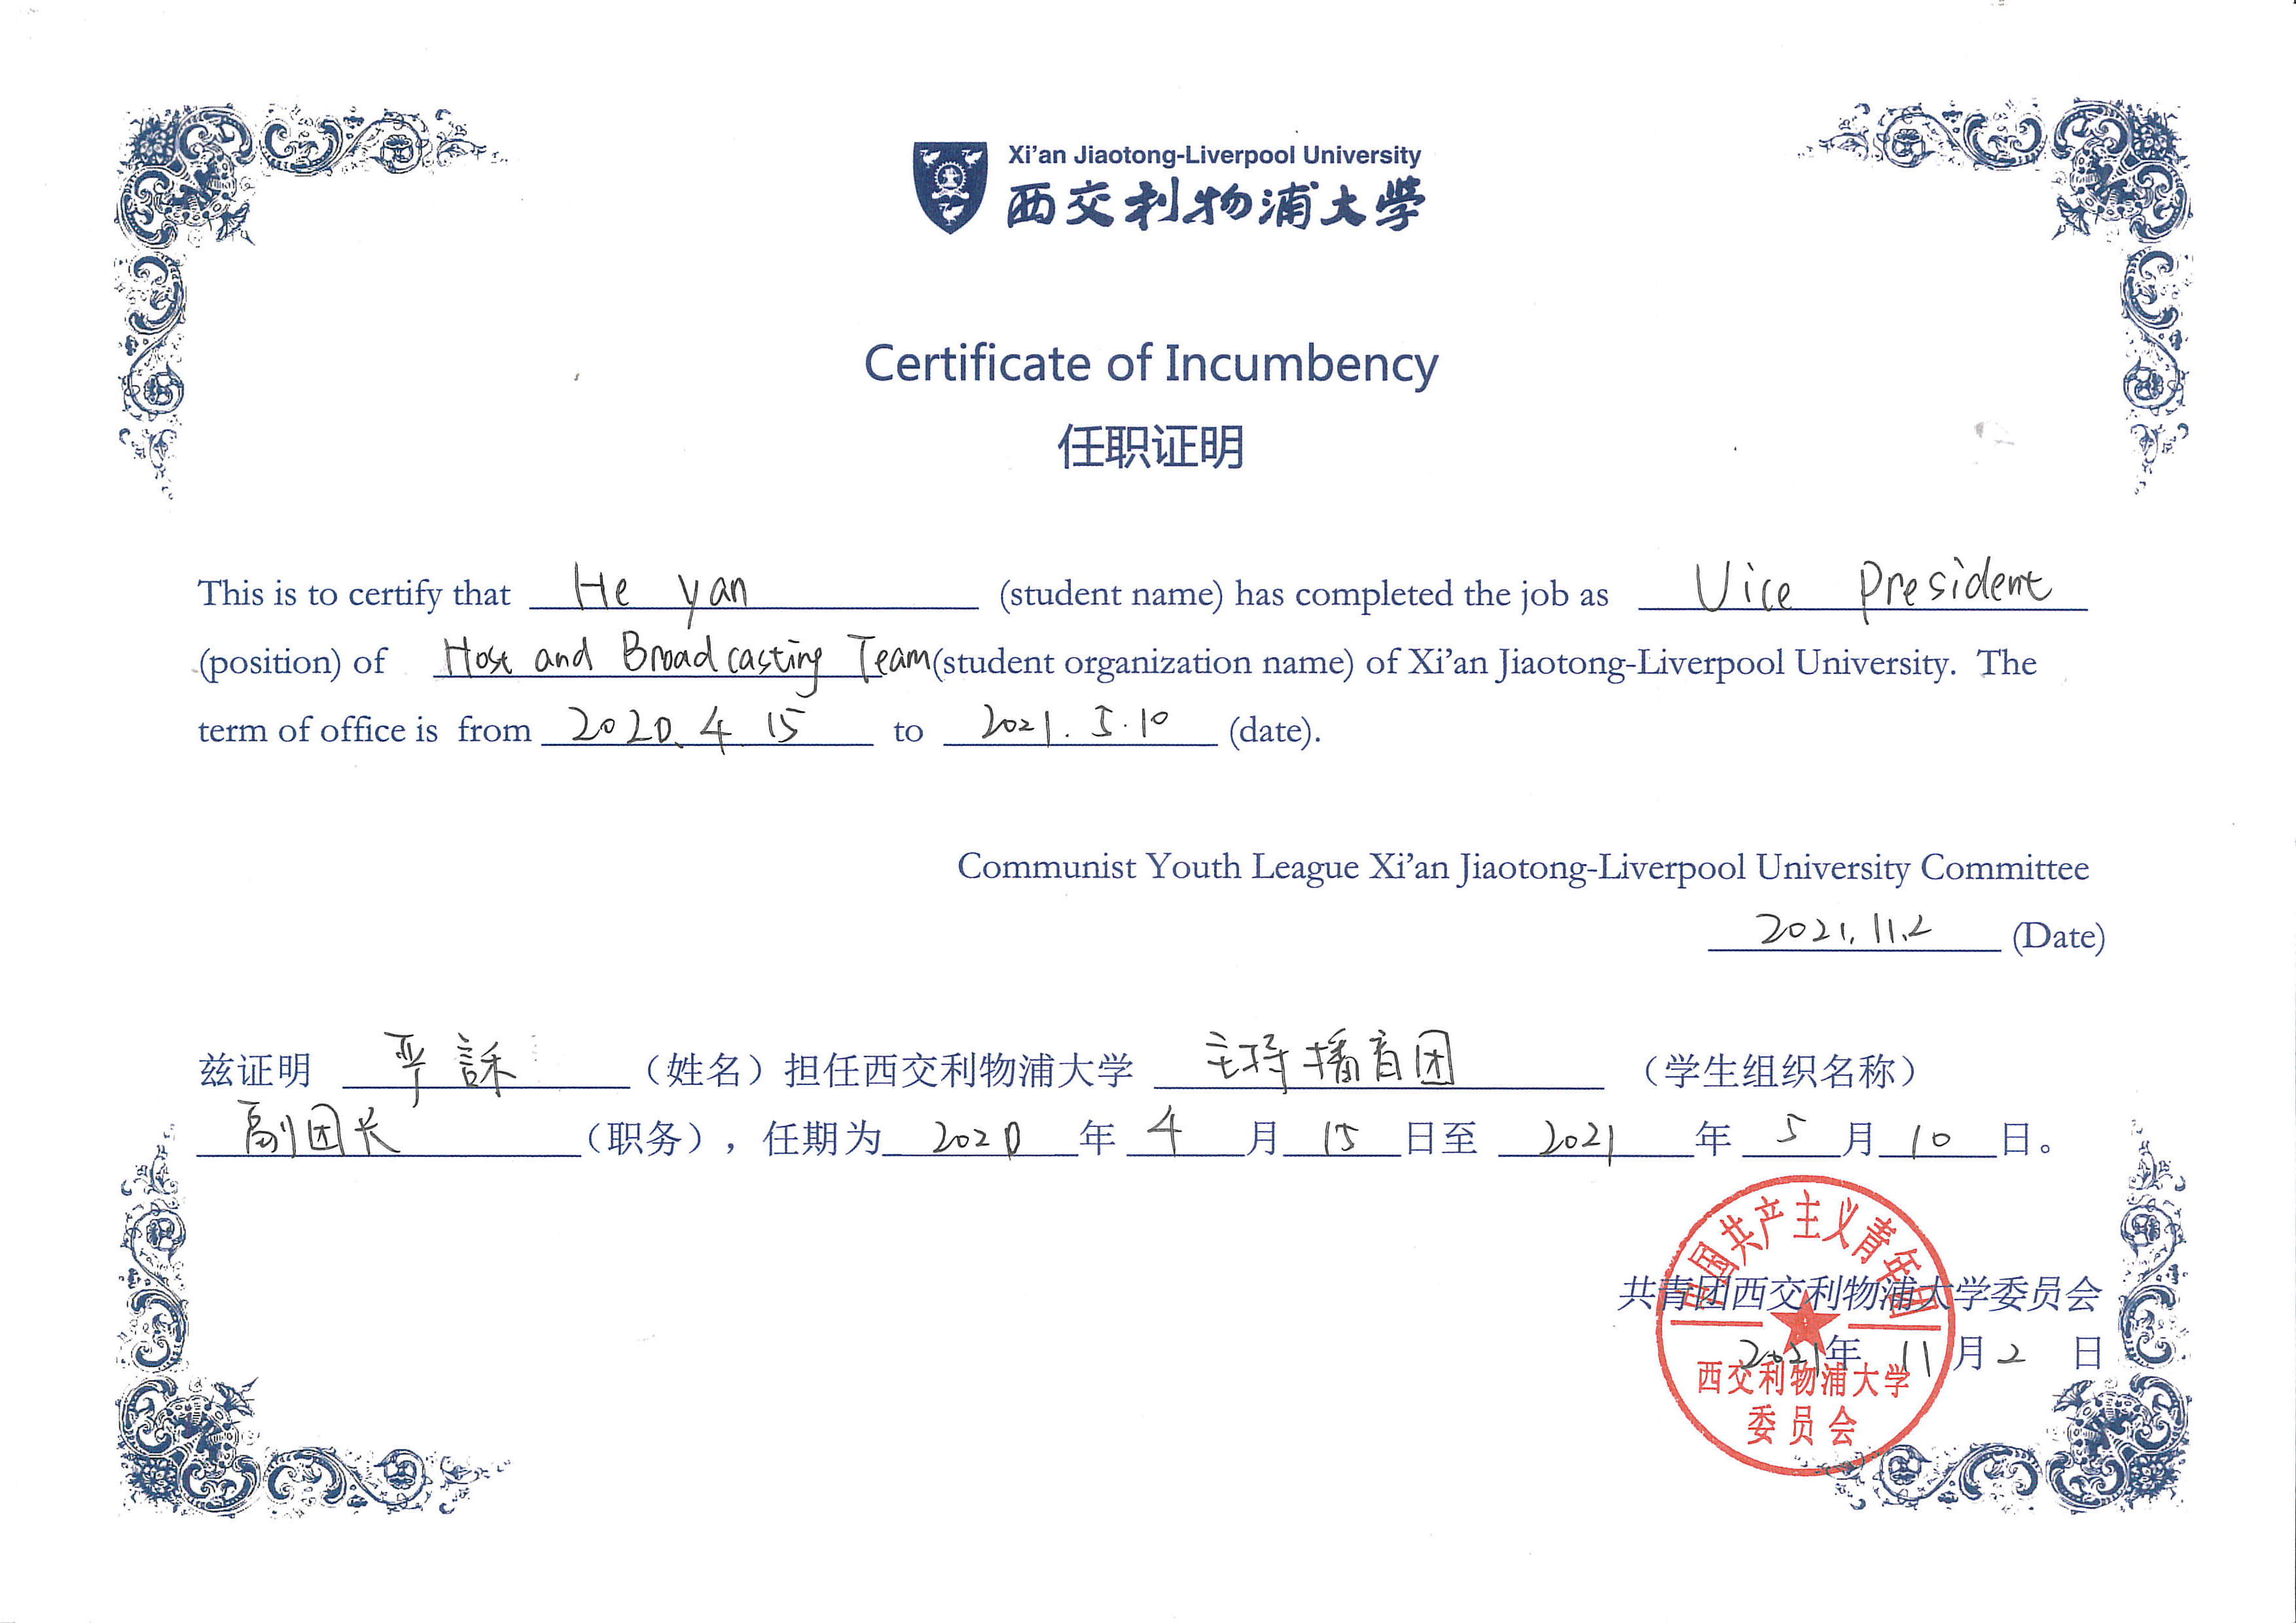 Xi'an Jiaotong-Liverpool University
西交利物浦大学
Certificate of Incumbency
任职证明
This is to certify that He Yan (student name) has completed the job as Vice President
(position) of Host and Broadcasting Team (student organization name) of Xi'an Jiaotong-Liverpool University. The
term of office is from 2020.4.15 to 2021.5.10 (date).
Communist Youth League Xi'an Jiaotong-Liverpool University Committee
2021.11.2 (Date)
兹证明 严訸 （姓名）担任西交利物浦大学 主持播音团 （学生组织名称）
副团长 （职务），任期为 2020 年 4 月 15 日至 2021 年 5 月 10 日。
中国共产主义青年团
共青团西交利物浦大学委员会
2021年 11月2 日
西交利物浦大学
委员会